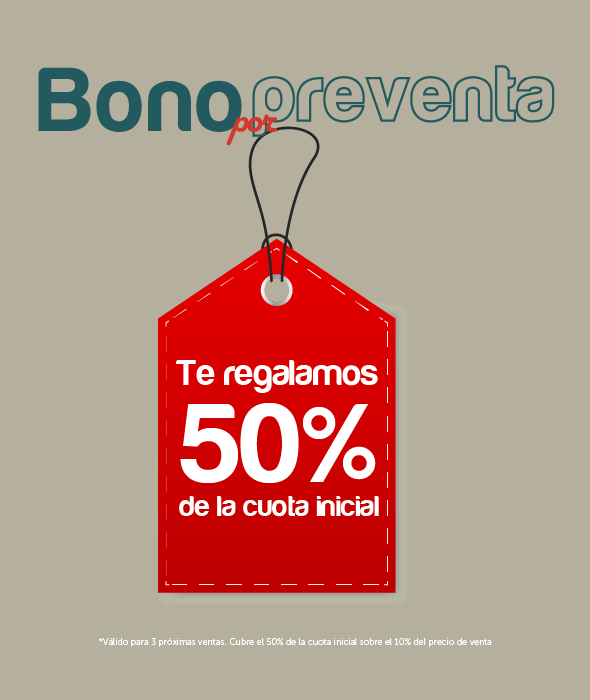 Bono por preventa
Te regalamos
50%
de la cuota inicial
*Válido para 3 próximas ventas. Cubre el 50% de la cuota inicial sobre el 10% del precio de venta